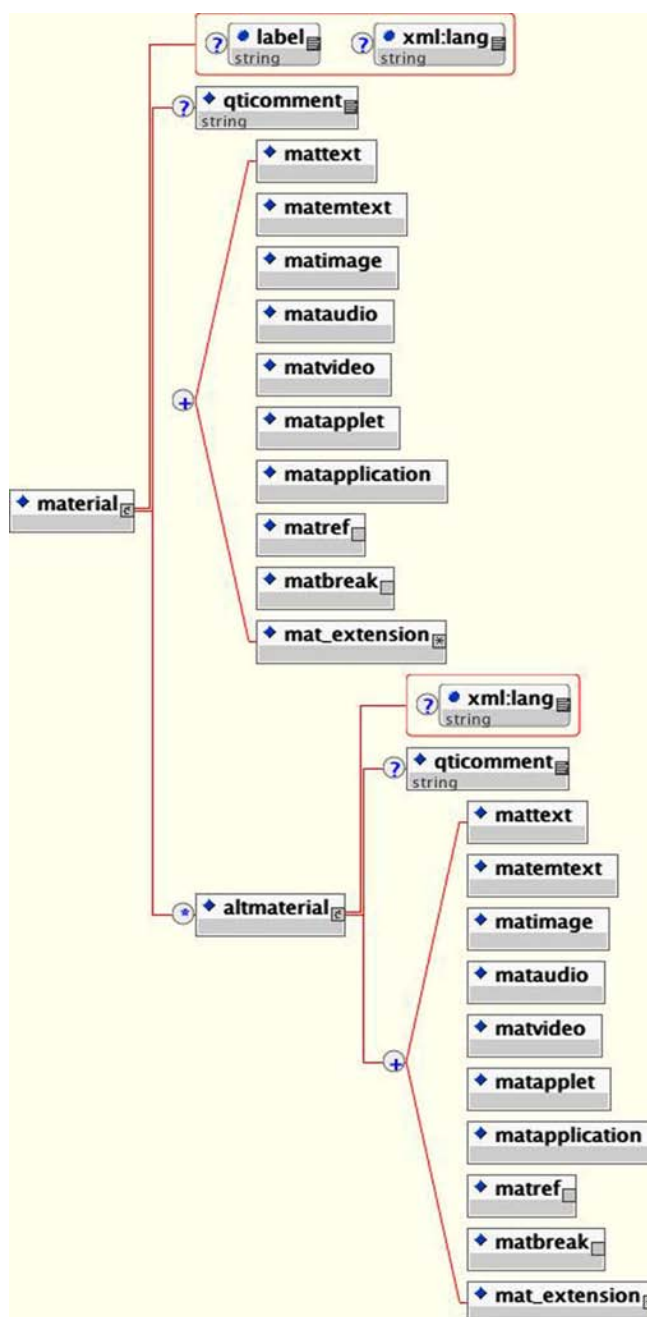 ? label ? xml:lang
string string
? qticomment
string
mattext
matemtext
matimage
mataudio
matvideo
+
matapplet
matapplication
material
matref
matbreak
mat_extension
? xml:lang
string
? qticomment
string
mattext
matemtext
* altmaterial
matimage
mataudio
matvideo
+
matapplet
matapplication
matref
matbreak
mat_extension